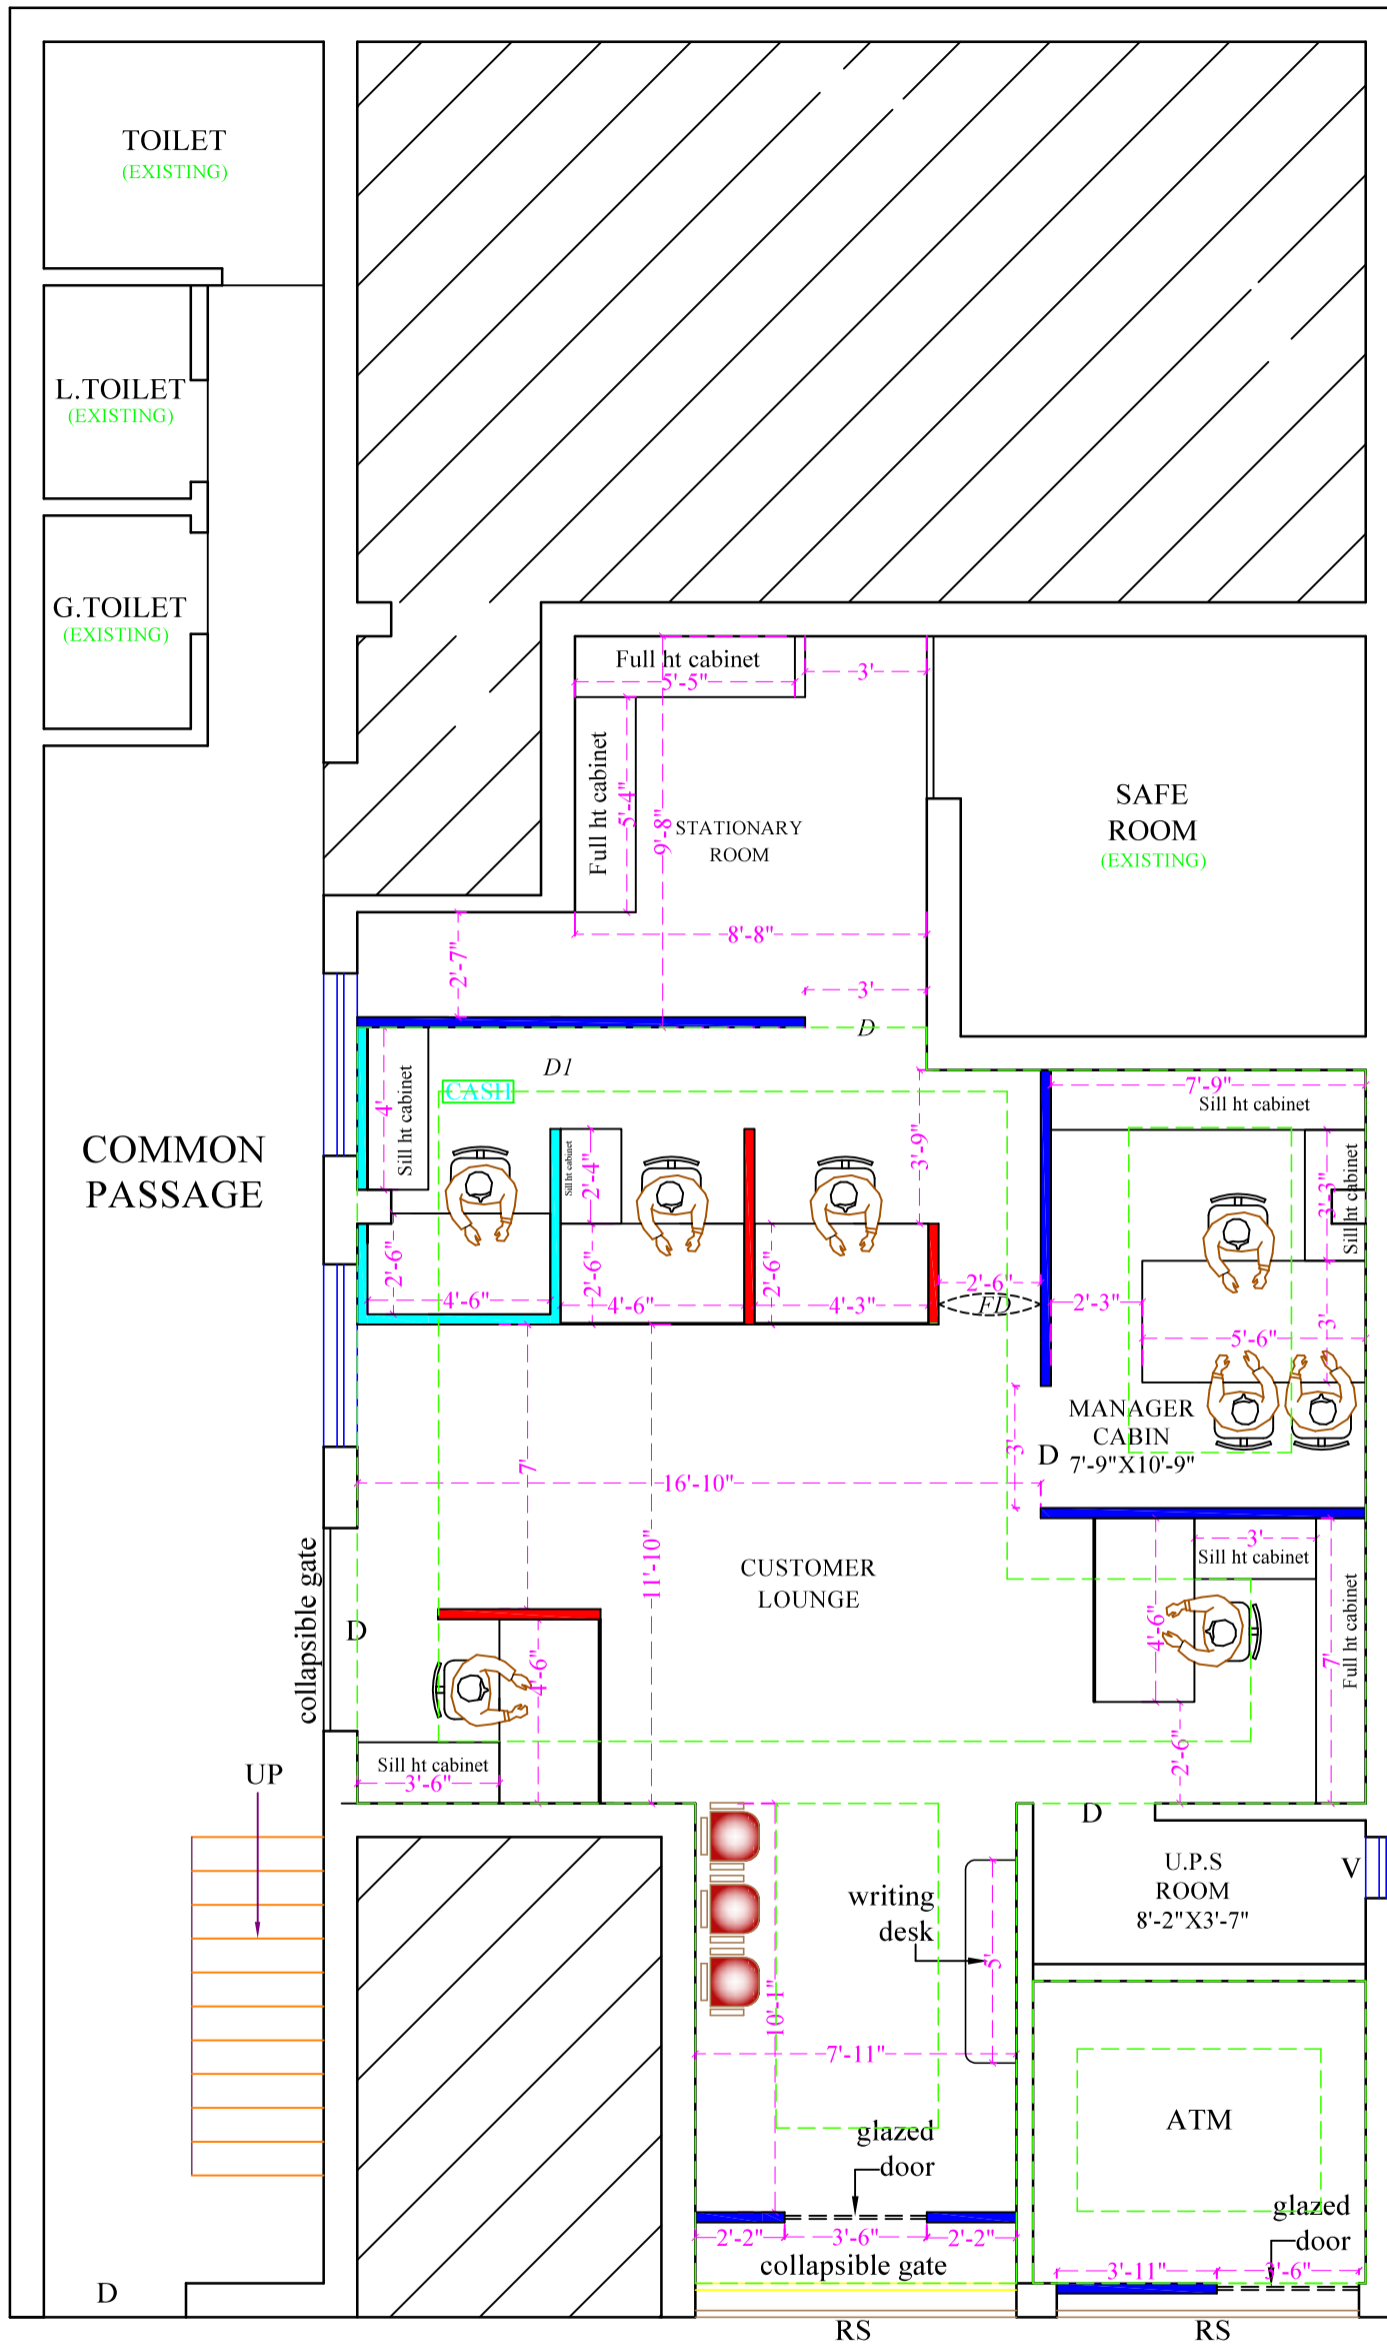 TOILET
(EXISTING)
L.TOILET
(EXISTING)
G.TOILET
(EXISTING)
Full ht cabinet
5'-5"
3'
Full ht cabinet
5'-4"
9'-8"
STATIONARY
ROOM
SAFE
ROOM
(EXISTING)
8'-8"
2'-7"
3'
D
D1
CASH
4'
Sill ht cabinet
7'-9"
Sill ht cabinet
COMMON
PASSAGE
Sill ht cabinet
2'-4"
3'-9"
3'-3"
Sill ht cabinet
2'-6"
4'-6"
2'-6"
4'-6"
2'-6"
4'-3"
2'-6"
FD
2'-3"
5'-6"
3'
MANAGER
CABIN
7'-9"X10'-9"
D
3'
7'
16'-10"
11'-10"
CUSTOMER
LOUNGE
3'
Sill ht cabinet
4'-6"
7'
Full ht cabinet
2'-6"
collapsible gate
D
4'-6"
Sill ht cabinet
3'-6"
UP
D
U.P.S
ROOM
8'-2"X3'-7"
V
writing
desk
5'
10'-1"
7'-11"
ATM
glazed
door
2'-2"
3'-6"
2'-2"
collapsible gate
glazed
door
3'-11"
3'-6"
D
RS
RS